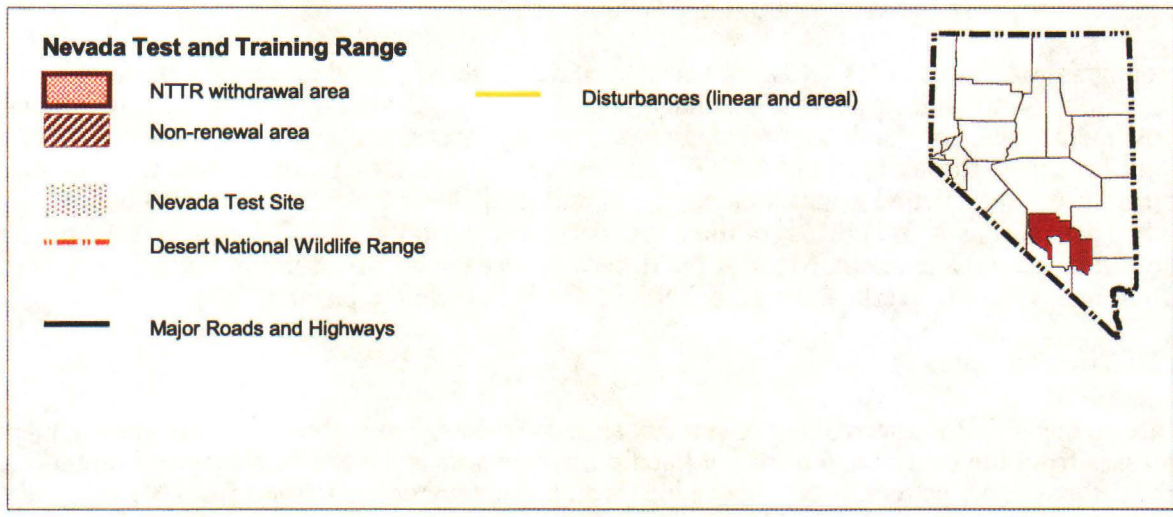 Nevada Test and Training Range
NTTR withdrawal area
Non-renewal area
Nevada Test Site
Desert National Wildlife Range
Major Roads and Highways
Disturbances (linear and areal)